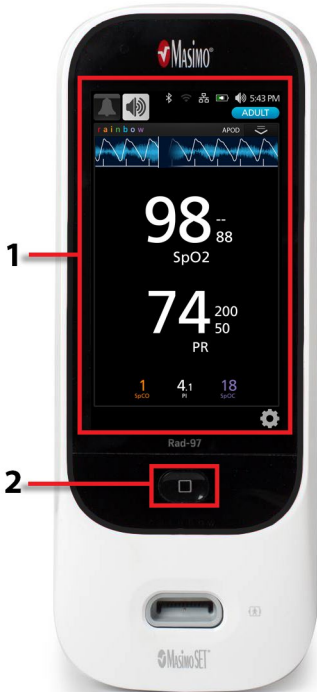 Masimo®
5:43 PM
ADULT
rainbow
APOD
98
--
88
SpO2
74
200
50
PR
1
4.1
18
SpCO
PI
SpOC
Rad-97
1
2
Masimo SET